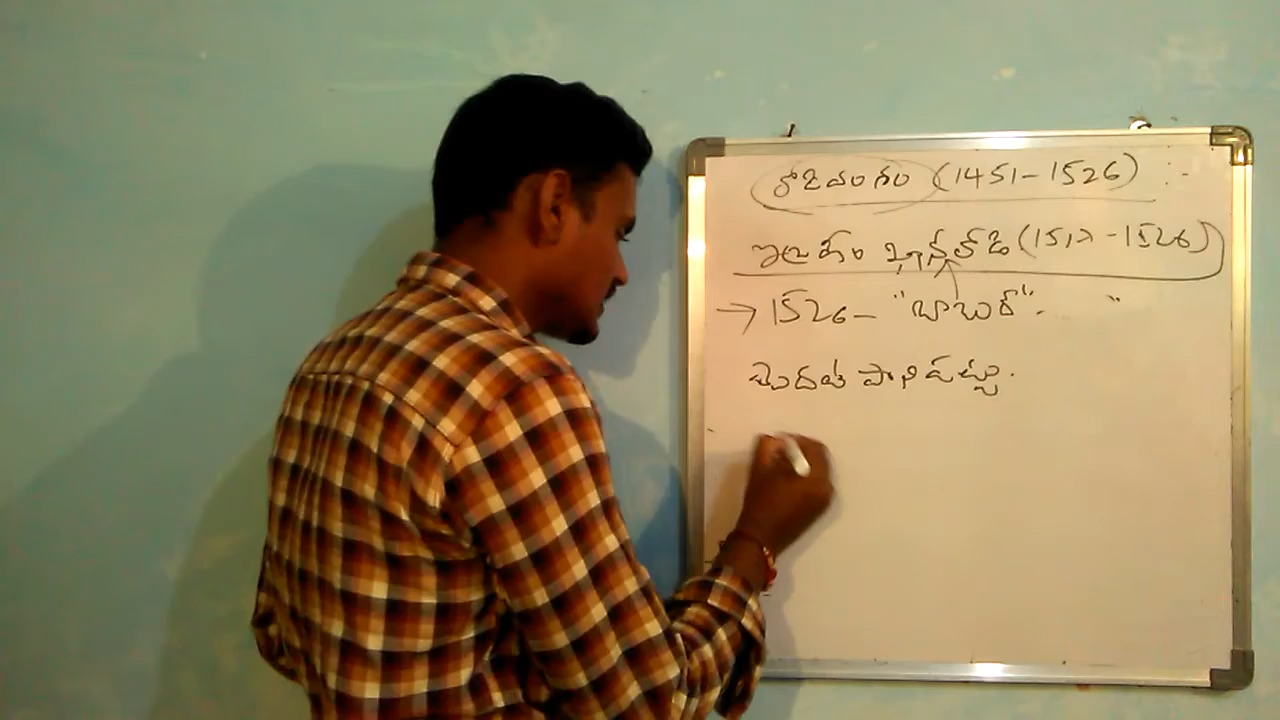 లోడివంశం (1451-1526) :-
ఇబ్రహీం లోడి (1517-1526)
→ 1526- "బాబర్". "
మొదటి పానిపట్టు.